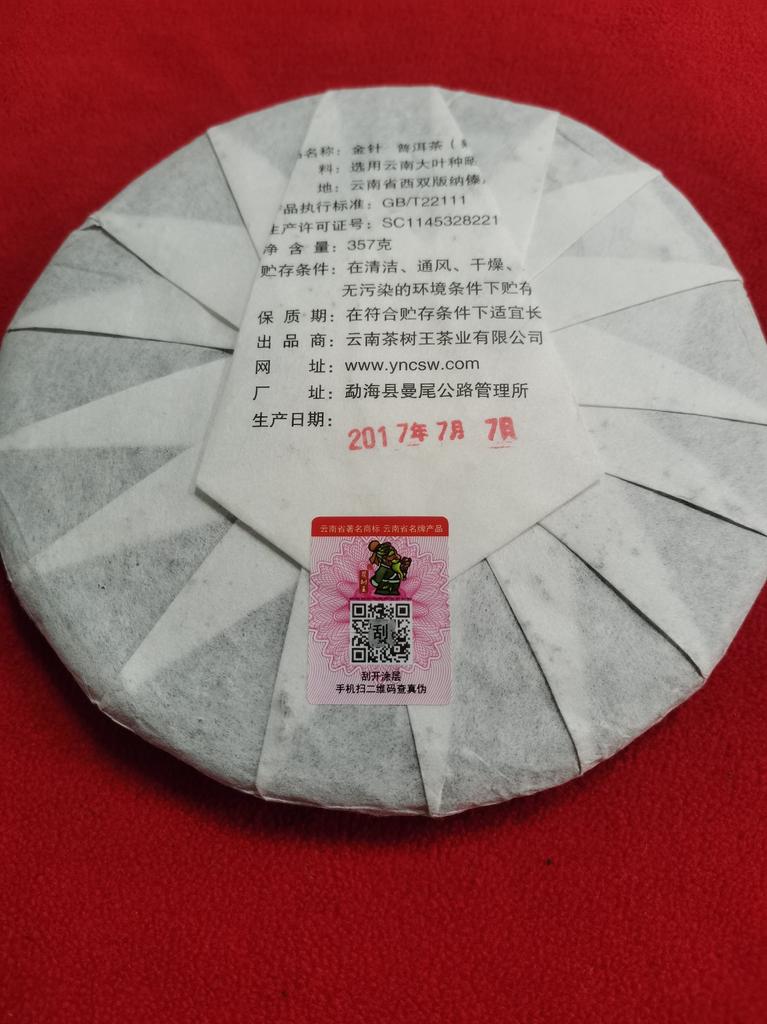 名称：金针 普洱茶（
料：选用云南大叶种
地：云南省西双版纳傣
品执行标准：GB/T22111
生产许可证号：SC1145328221
净 含 量：357克
贮存条件：在清洁、通风、干燥、
无污染的环境条件下贮存
保 质 期：在符合贮存条件下适宜长
出 品 商：云南茶树王茶业有限公司
网 址：www.yncsw.com
厂 址：勐海县曼尾公路管理所
生产日期：
2017年7月 7日
云南省著名商标 云南省名牌产品
刮
刮开涂层
手机扫二维码查真伪